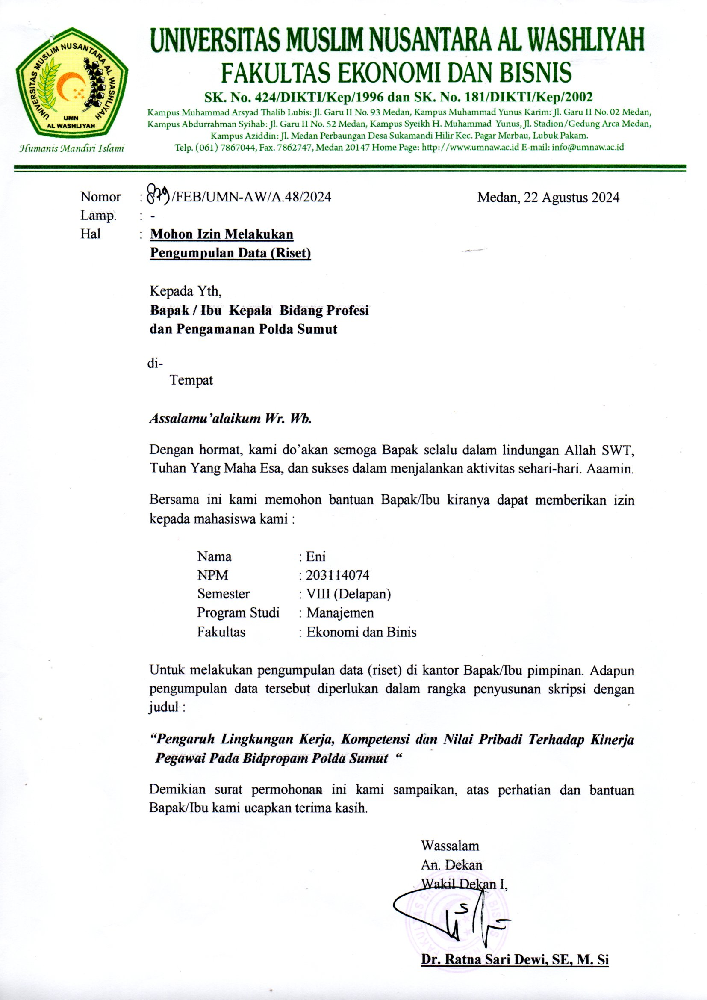 UNIVERSITAS MUSLIM NUSANTARA AL WASHLIYAH
UMN
AL WASHLIYAH
Humanis Mandiri Islami
UNIVERSITAS MUSLIM NUSANTARA AL WASHLIYAH
FAKULTAS EKONOMI DAN BISNIS
SK. No. 424/DIKTI/Kep/1996 dan SK. No. 181/DIKTI/Kep/2002
Kampus Muhammad Arsyad Thalib Lubis: Jl. Garu II No. 93 Medan, Kampus Muhammad Yunus Karim: Jl. Garu II No. 02 Medan,
Kampus Abdurrahman Syihab: Jl. Garu II No. 52 Medan, Kampus Syeikh H. Muhammad Yunus, Jl. Stadion/Gedung Arca Medan,
Kampus Aziddin: Jl. Medan Perbaungan Desa Sukamandi Hilir Kec. Pagar Merbau, Lubuk Pakam.
Telp. (061) 7867044, Fax. 7862747, Medan 20147 Home Page: http://www.umnaw.ac.id E-mail: info@umnaw.ac.id
Nomor : 879/FEB/UMN-AW/A.48/2024 Medan, 22 Agustus 2024
Lamp. : -
Hal : Mohon Izin Melakukan
Pengumpulan Data (Riset)
Kepada Yth,
Bapak / Ibu Kepala Bidang Profesi
dan Pengamanan Polda Sumut
di-
Tempat
Assalamu’alaikum Wr. Wb.
Dengan hormat, kami do’akan semoga Bapak selalu dalam lindungan Allah SWT,
Tuhan Yang Maha Esa, dan sukses dalam menjalankan aktivitas sehari-hari. Aaamin.
Bersama ini kami memohon bantuan Bapak/Ibu kiranya dapat memberikan izin
kepada mahasiswa kami :
Nama : Eni
NPM : 203114074
Semester : VIII (Delapan)
Program Studi : Manajemen
Fakultas : Ekonomi dan Binis
Untuk melakukan pengumpulan data (riset) di kantor Bapak/Ibu pimpinan. Adapun
pengumpulan data tersebut diperlukan dalam rangka penyusunan skripsi dengan
judul :
“Pengaruh Lingkungan Kerja, Kompetensi dan Nilai Pribadi Terhadap Kinerja
Pegawai Pada Bidpropam Polda Sumut “
Demikian surat permohonan ini kami sampaikan, atas perhatian dan bantuan
Bapak/Ibu kami ucapkan terima kasih.
Wassalam
An. Dekan
Wakil Dekan I,
Dr. Ratna Sari Dewi, SE, M. Si